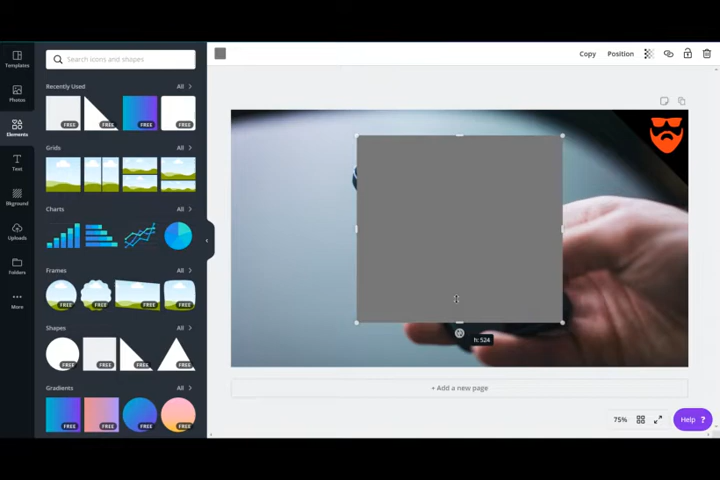 Templates
Photos
Elements
Text
Bkground
Uploads
Folders
More
Search icons and shapes
Recently Used
All
FREE
FREE
FREE
FREE
Grids
All
Charts
All
Frames
All
FREE
FREE
FREE
FREE
Shapes
All
FREE
FREE
FREE
FREE
Gradients
All
FREE
FREE
FREE
FREE
Copy
Position
h: 524
+ Add a new page
75%
Help ?